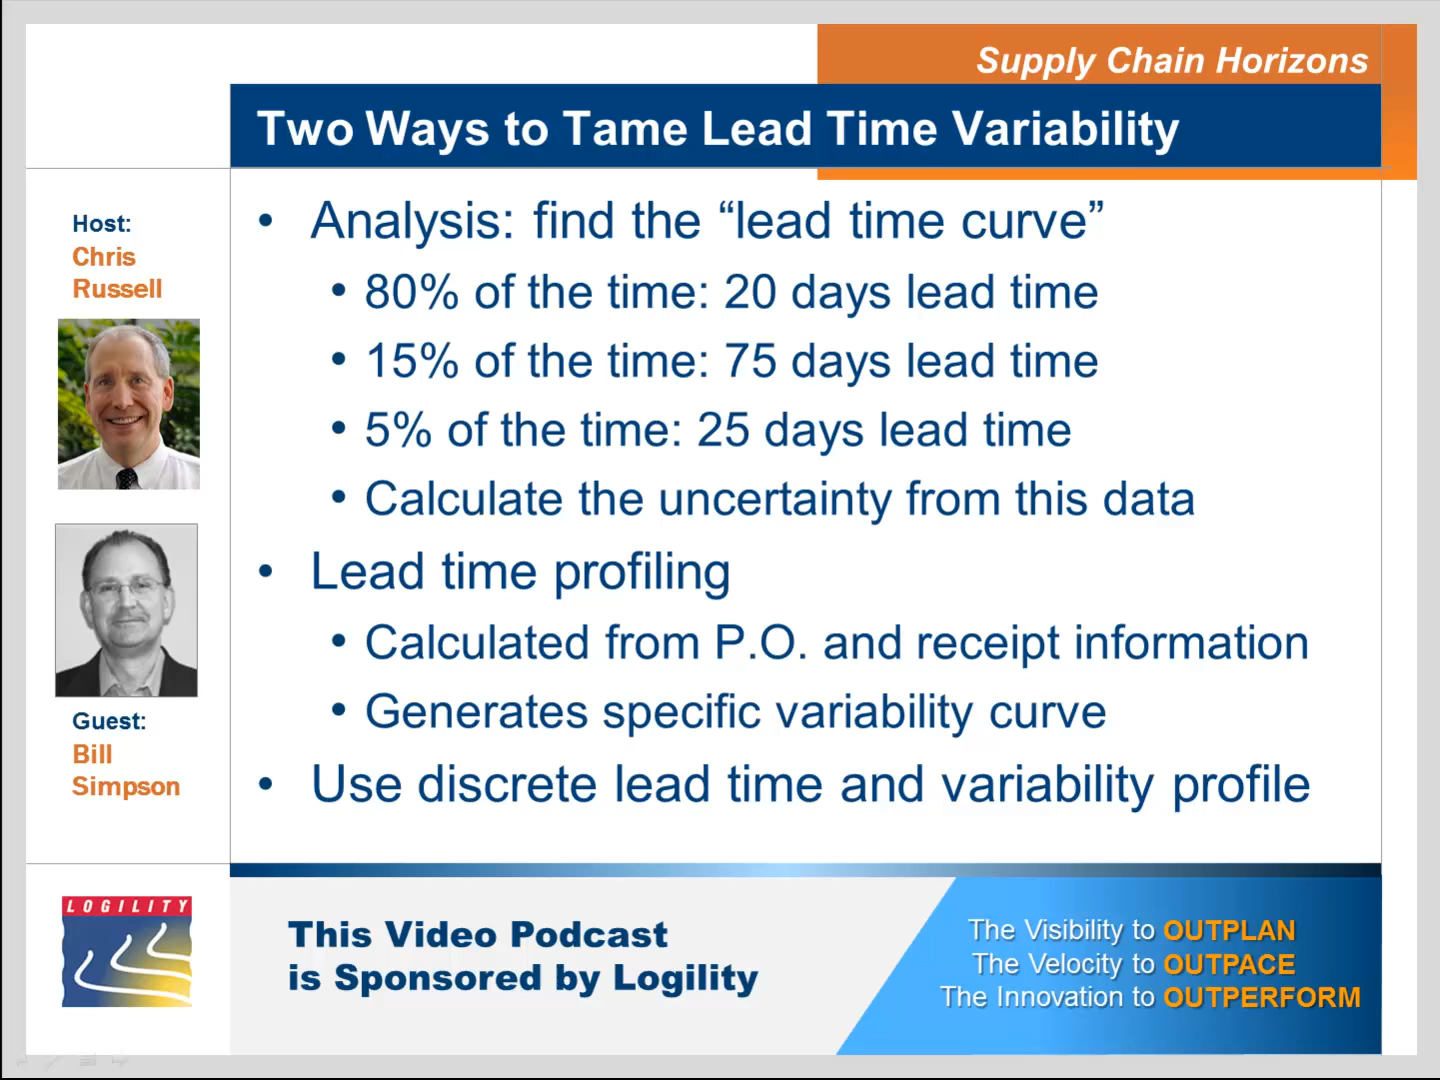 Supply Chain Horizons
Two Ways to Tame Lead Time Variability
Host:
Chris
Russell
Guest:
Bill
Simpson
• Analysis: find the “lead time curve”
• 80% of the time: 20 days lead time
• 15% of the time: 75 days lead time
• 5% of the time: 25 days lead time
• Calculate the uncertainty from this data
• Lead time profiling
• Calculated from P.O. and receipt information
• Generates specific variability curve
• Use discrete lead time and variability profile
LOGILITY
This Video Podcast
is Sponsored by Logility
The Visibility to OUTPLAN
The Velocity to OUTPACE
The Innovation to OUTPERFORM